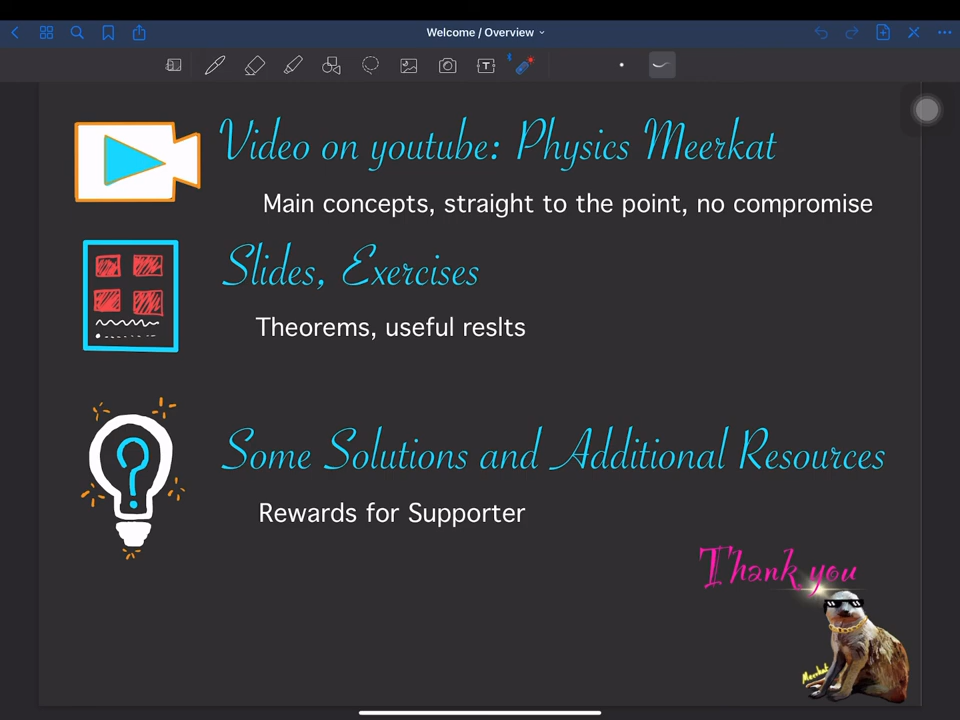 Welcome / Overview
Video on youtube: Physics Meerkat
Main concepts, straight to the point, no compromise
Slides, Exercises
Theorems, useful reslts
?
Some Solutions and Additional Resources
Rewards for Supporter
Thank you
Meerkat